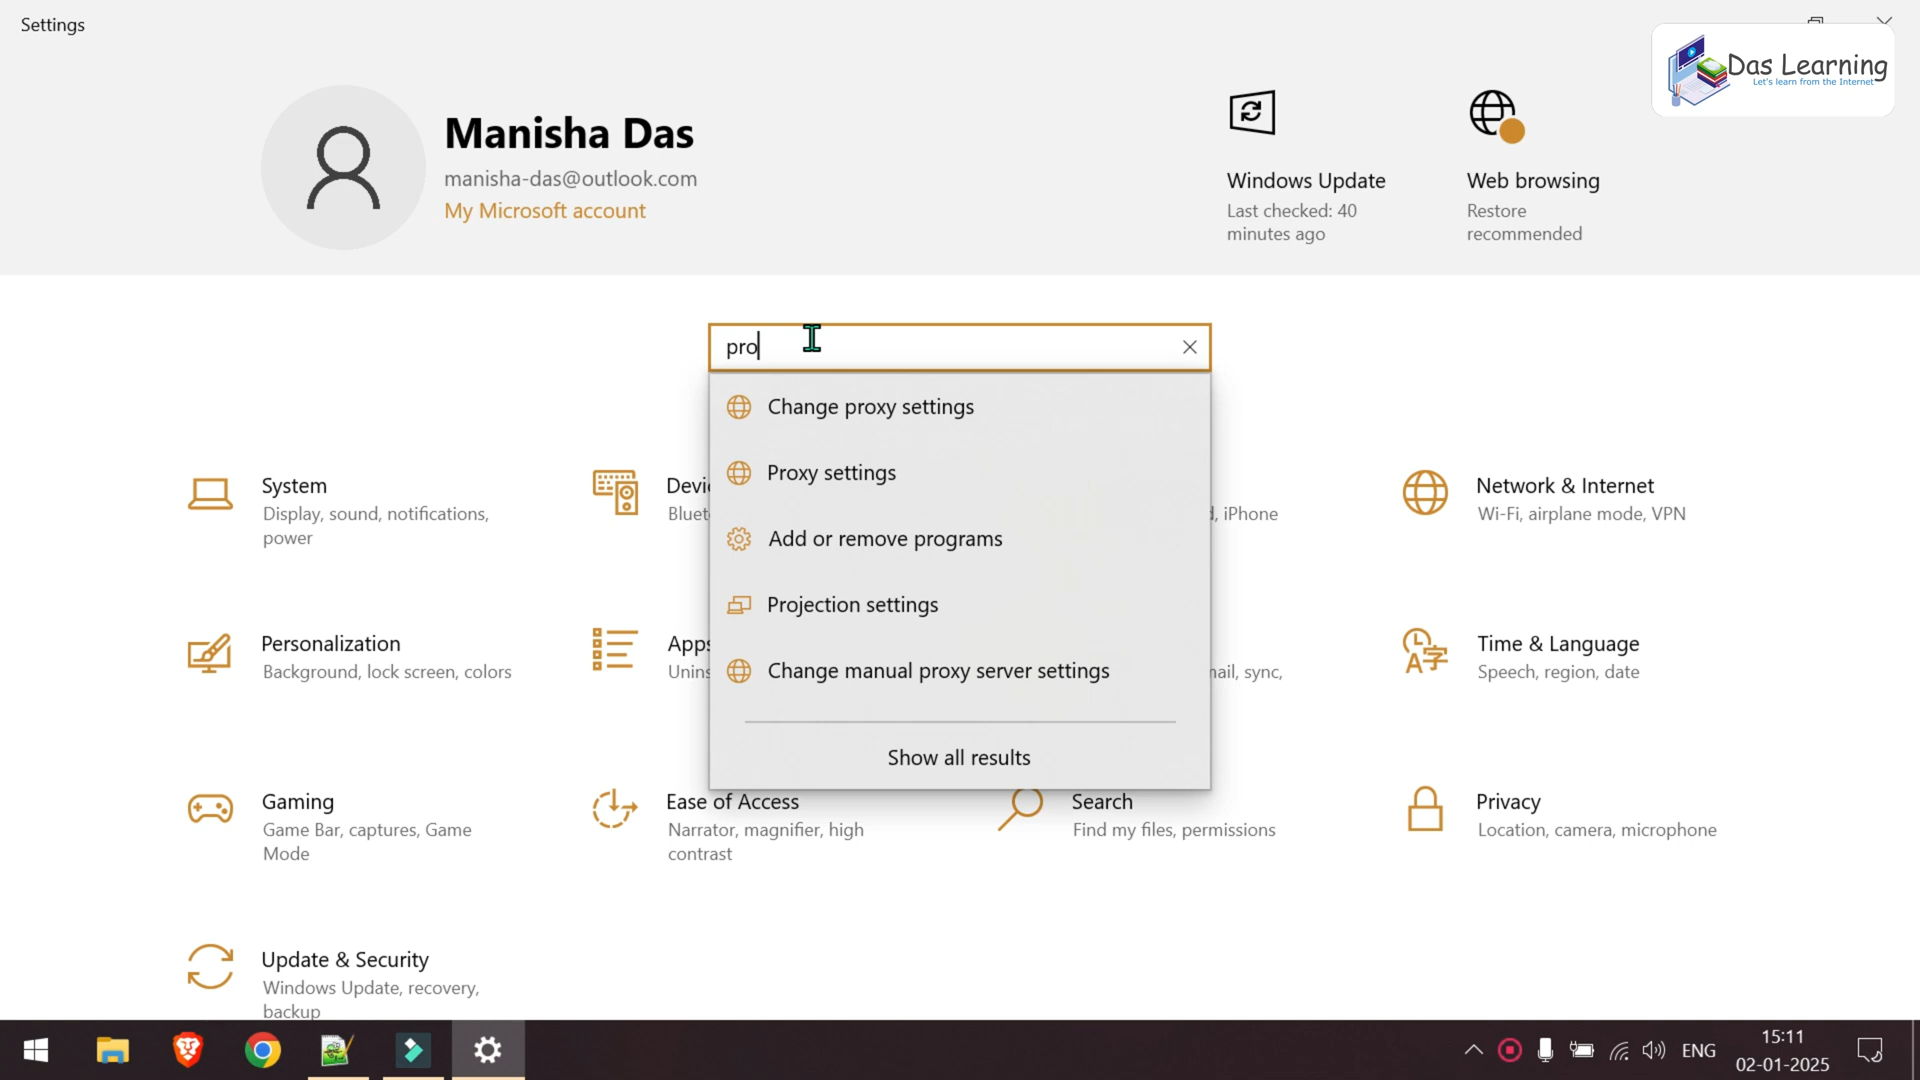 Settings
Das Learning
Let's learn from the Internet
Manisha Das
manisha-das@outlook.com
My Microsoft account
Windows Update
Last checked: 40
minutes ago
Web browsing
Restore
recommended
pro
Change proxy settings
Proxy settings
Add or remove programs
Projection settings
Change manual proxy server settings
Show all results
System
Display, sound, notifications,
power
Devi
Bluet
, iPhone
Network & Internet
Wi-Fi, airplane mode, VPN
Personalization
Background, lock screen, colors
Apps
Unins
ail, sync,
Time & Language
Speech, region, date
Gaming
Game Bar, captures, Game
Mode
Ease of Access
Narrator, magnifier, high
contrast
Search
Find my files, permissions
Privacy
Location, camera, microphone
Update & Security
Windows Update, recovery,
backup
ENG
15:11
02-01-2025